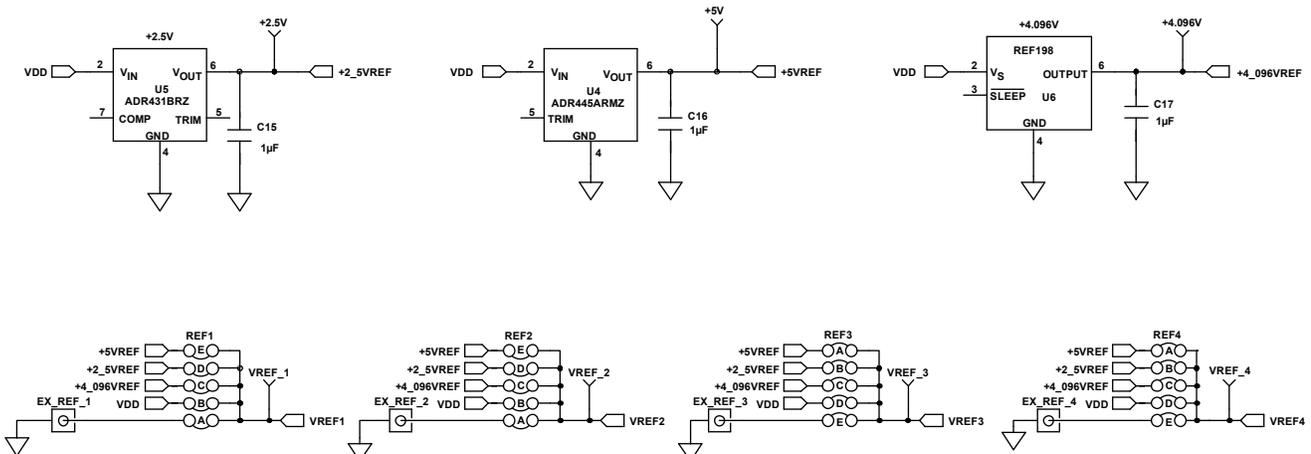 +2.5V
+2.5V
VDD
2
VIN
VOUT
6
+2_5VREF
U5
ADR431BRZ
7
COMP
TRIM
5
GND
4
C15
1µF
+5V
VDD
2
VIN
VOUT
6
+5VREF
U4
ADR445ARMZ
5
TRIM
GND
4
C16
1µF
+4.096V
+4.096V
REF198
VDD
2
VS
OUTPUT
6
+4_096VREF
3
SLEEP
U6
GND
4
C17
1µF
REF1
+5VREF
E
+2_5VREF
D
VREF_1
+4_096VREF
C
EX_REF_1
VDD
B
A
VREF1
REF2
+5VREF
E
+2_5VREF
D
VREF_2
+4_096VREF
C
EX_REF_2
VDD
B
A
VREF2
REF3
+5VREF
A
+2_5VREF
B
VREF_3
+4_096VREF
C
EX_REF_3
VDD
D
E
VREF3
REF4
+5VREF
A
+2_5VREF
B
VREF_4
+4_096VREF
C
EX_REF_4
VDD
D
E
VREF4